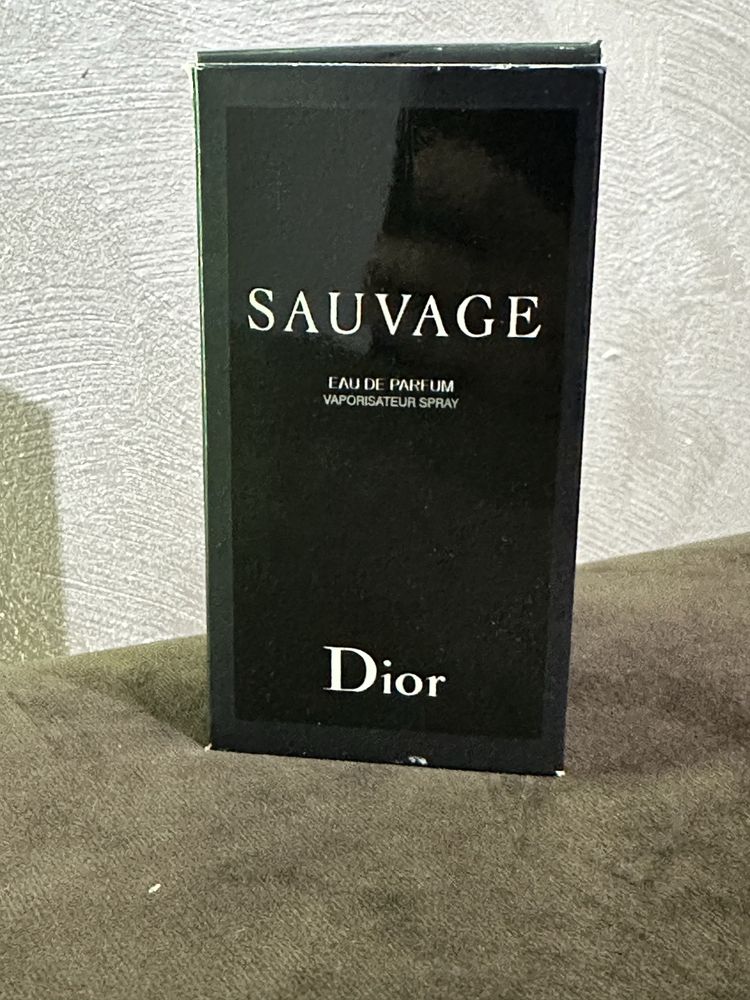 SAUVAGE
EAU DE PARFUM
VAPORISATEUR SPRAY
Dior